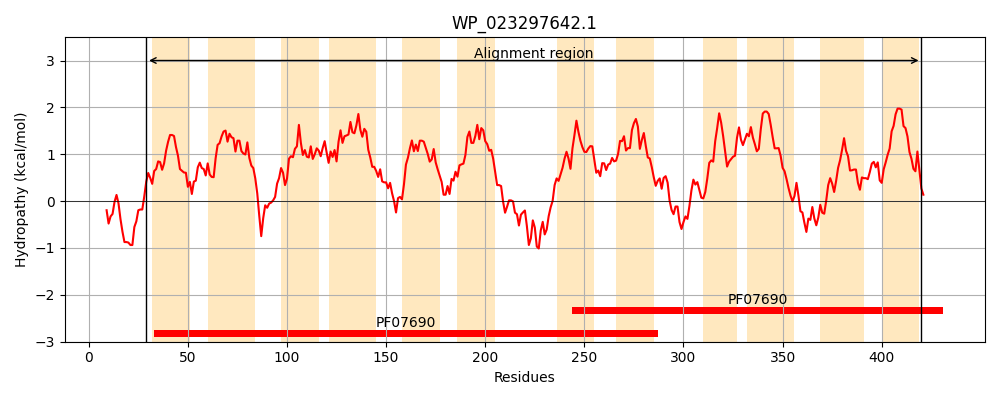 WP_023297642.1
Alignment region
Hydropathy (kcal/mol)
3
2
1
0
−1
−2
−3
PF07690
PF07690
0 50 100 150 200 250 300 350 400
Residues